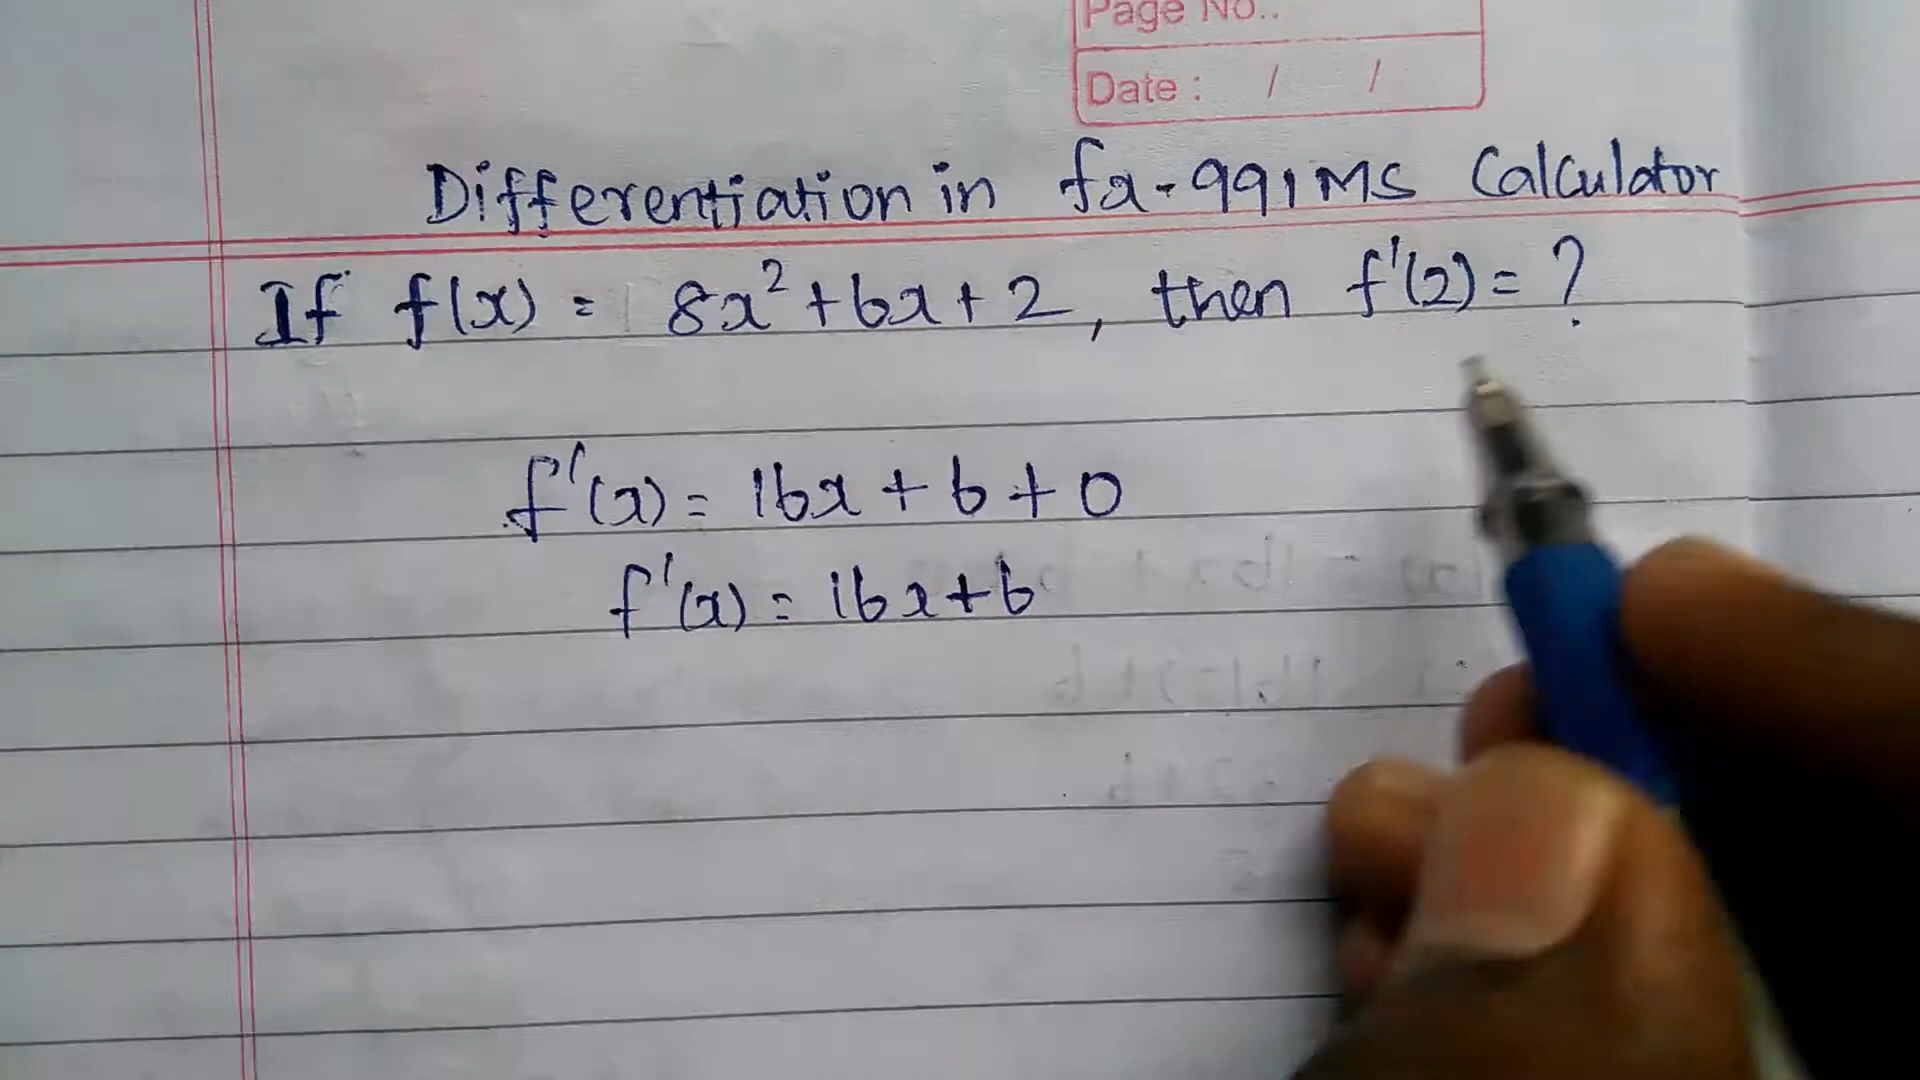 Page No..
Date :    /    /
Differentiation in fx-991MS Calculator
If f(x) = 8x² + 6x + 2, then f'(2) = ?
f'(x) = 16x + 6 + 0
f'(x) = 16x + 6